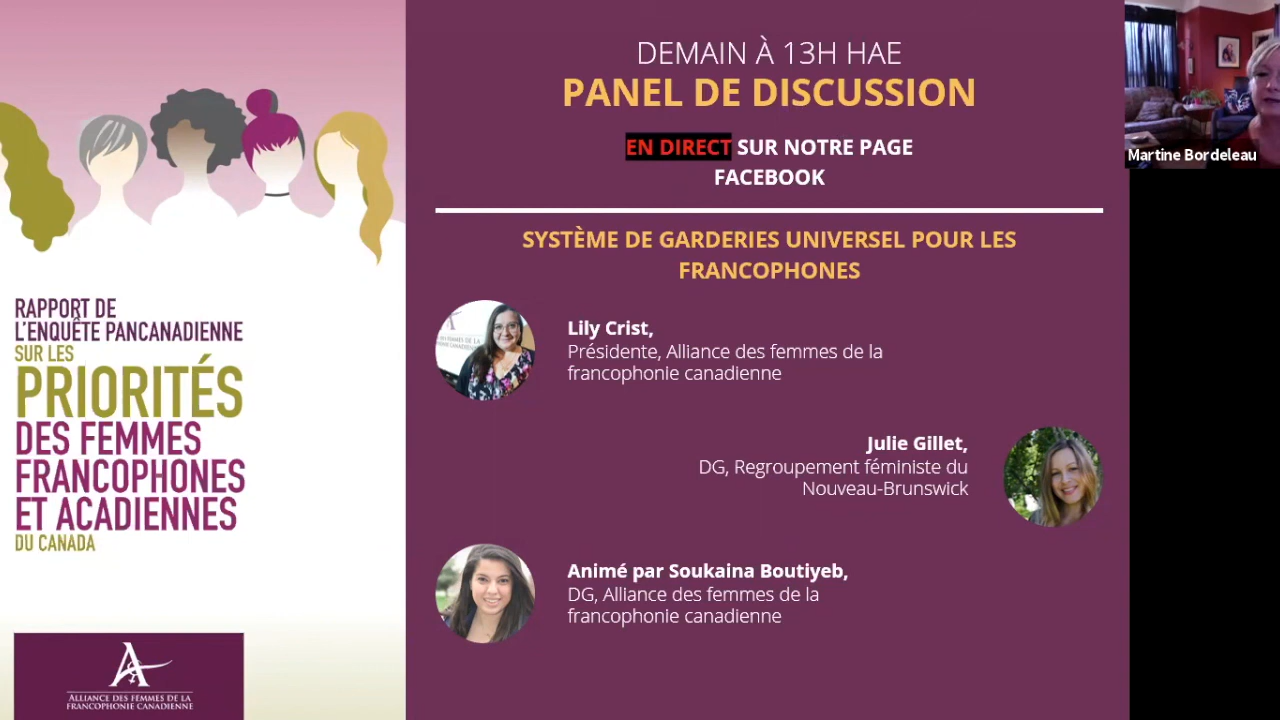 RAPPORT DE
L'ENQUÊTE PANCANADIENNE
SUR LES
PRIORITÉS
DES FEMMES
FRANCOPHONES
ET ACADIENNES
DU CANADA
ALLIANCE DES FEMMES DE LA
FRANCOPHONIE CANADIENNE
DEMAIN À 13H HAE
PANEL DE DISCUSSION
EN DIRECT SUR NOTRE PAGE
FACEBOOK
SYSTÈME DE GARDERIES UNIVERSEL POUR LES
FRANCOPHONES
Lily Crist,
Présidente, Alliance des femmes de la
francophonie canadienne
Julie Gillet,
DG, Regroupement féministe du
Nouveau-Brunswick
Animé par Soukaina Boutiyeb,
DG, Alliance des femmes de la
francophonie canadienne
Martine Bordeleau